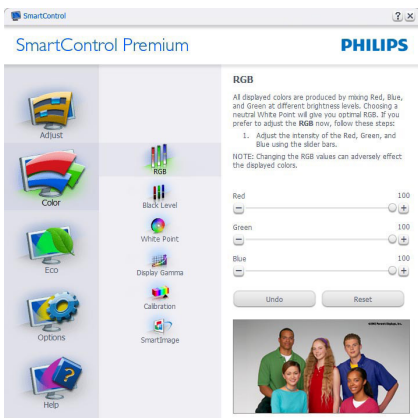 SmartControl
SmartControl Premium
PHILIPS
Adjust
Color
Eco
Options
Help
RGB
Black Level
White Point
Display Gamma
Calibration
SmartImage
RGB
All displayed colors are produced by mixing Red, Blue,
and Green at different brightness levels. Choosing a
neutral White Point will give you optimal RGB. If you
prefer to adjust the RGB now, follow these steps:
1. Adjust the intensity of the Red, Green, and
Blue using the slider bars.
NOTE: Changing the RGB values can adversely effect
the displayed colors.
Red 100
Green 100
Blue 100
Undo Reset